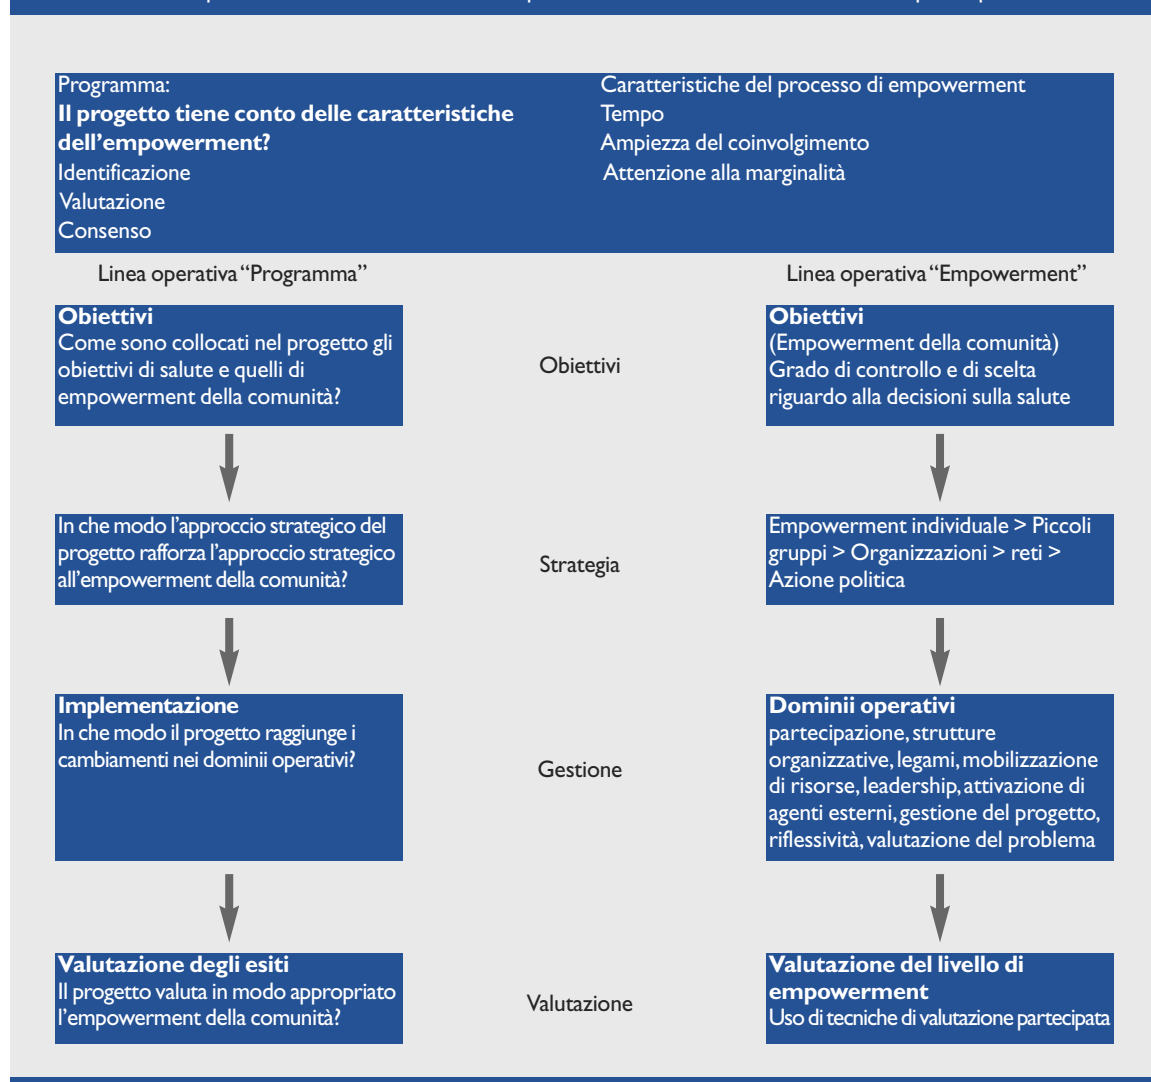 Programma:
Il progetto tiene conto delle caratteristiche
dell’empowerment?
Identificazione
Valutazione
Consenso
Caratteristiche del processo di empowerment
Tempo
Ampiezza del coinvolgimento
Attenzione alla marginalità
Linea operativa “Programma”
Linea operativa “Empowerment”
Obiettivi
Come sono collocati nel progetto gli
obiettivi di salute e quelli di
empowerment della comunità?
Obiettivi
Obiettivi
(Empowerment della comunità)
Grado di controllo e di scelta
riguardo alla decisioni sulla salute
In che modo l’approccio strategico del
progetto rafforza l’approccio strategico
all’empowerment della comunità?
Strategia
Empowerment individuale > Piccoli
gruppi > Organizzazioni > reti >
Azione politica
Implementazione
In che modo il progetto raggiunge i
cambiamenti nei dominii operativi?
Gestione
Dominii operativi
partecipazione, strutture
organizzative, legami, mobilizzazione
di risorse, leadership, attivazione di
agenti esterni, gestione del progetto,
riflessività, valutazione del problema
Valutazione degli esiti
Il progetto valuta in modo appropriato
l’empowerment della comunità?
Valutazione
Valutazione del livello di
empowerment
Uso di tecniche di valutazione partecipata